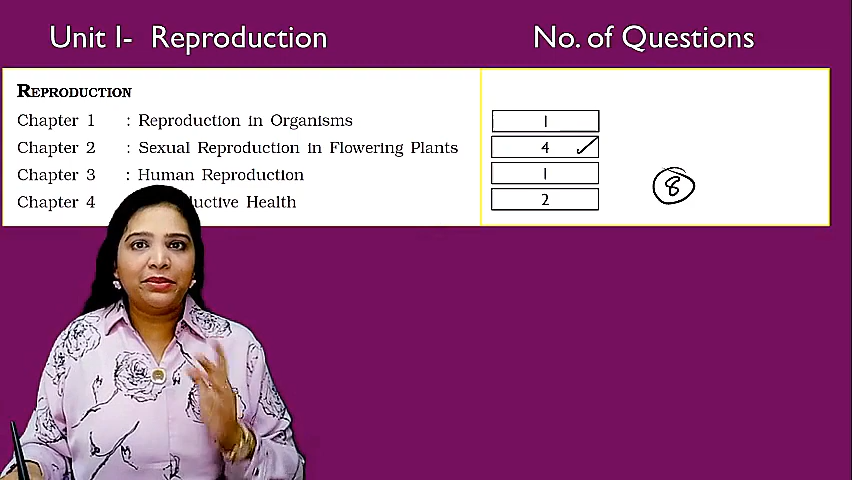 Unit I- Reproduction No. of Questions
REPRODUCTION
Chapter 1 : Reproduction in Organisms 1
Chapter 2 : Sexual Reproduction in Flowering Plants 4
Chapter 3 : Human Reproduction 1
Chapter 4 ductive Health 2
8